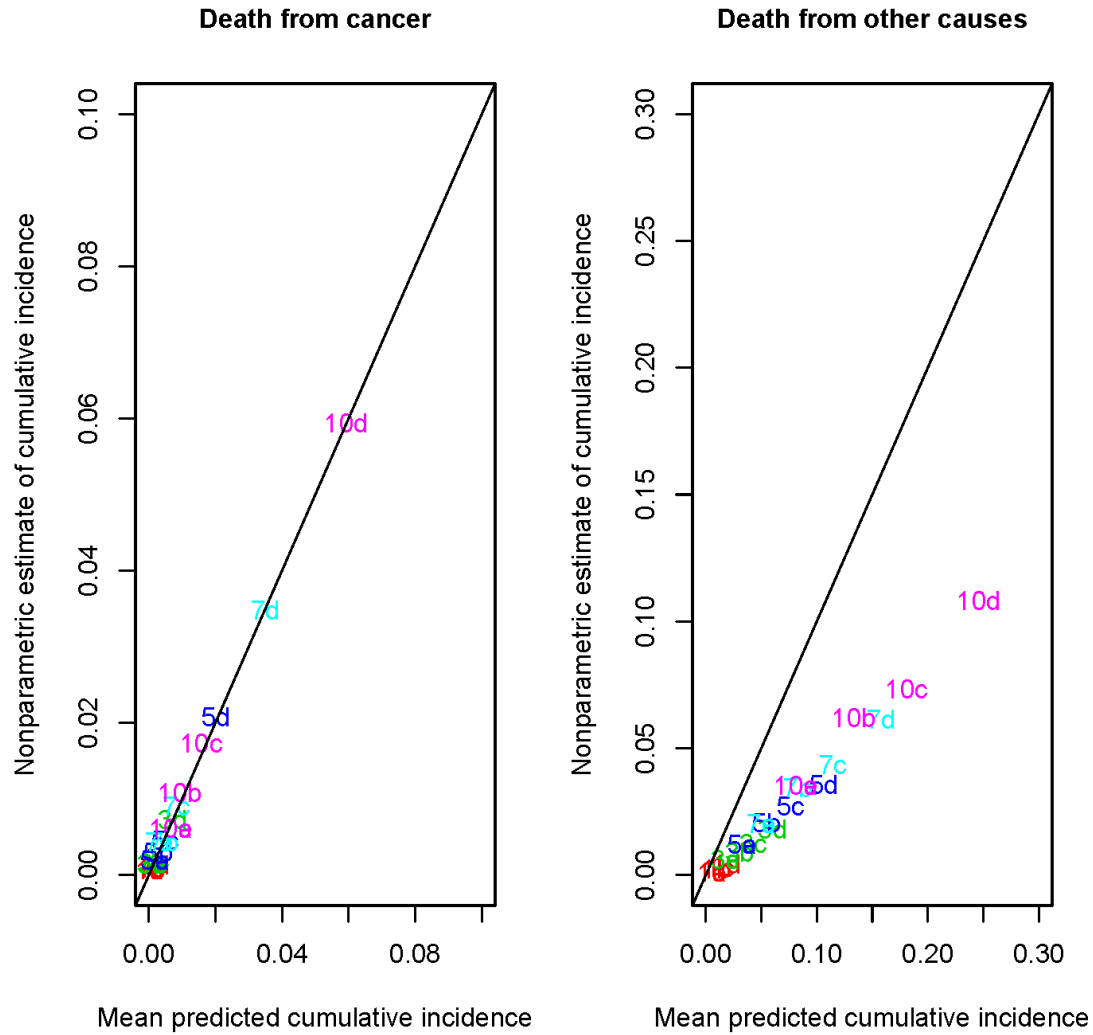 Death from cancer
Nonparametric estimate of cumulative incidence
0.10
0.08
0.06
0.04
0.02
0.00
10d
7d
5d
10c
10b
7c
3d
10a
0.00 0.04 0.08
Mean predicted cumulative incidence
Death from other causes
Nonparametric estimate of cumulative incidence
0.30
0.25
0.20
0.15
0.10
0.05
0.00
10d
10c
10b 7d
7c
10a 5d
5c
0.00 0.10 0.20 0.30
Mean predicted cumulative incidence